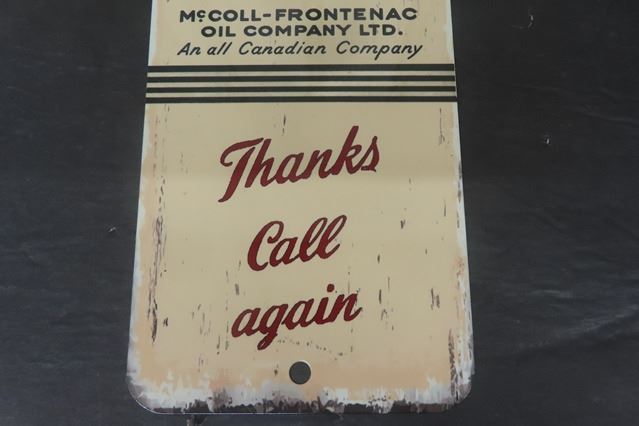 McCOLL-FRONTENAC
OIL COMPANY LTD.
An all Canadian Company
Thanks
Call
again